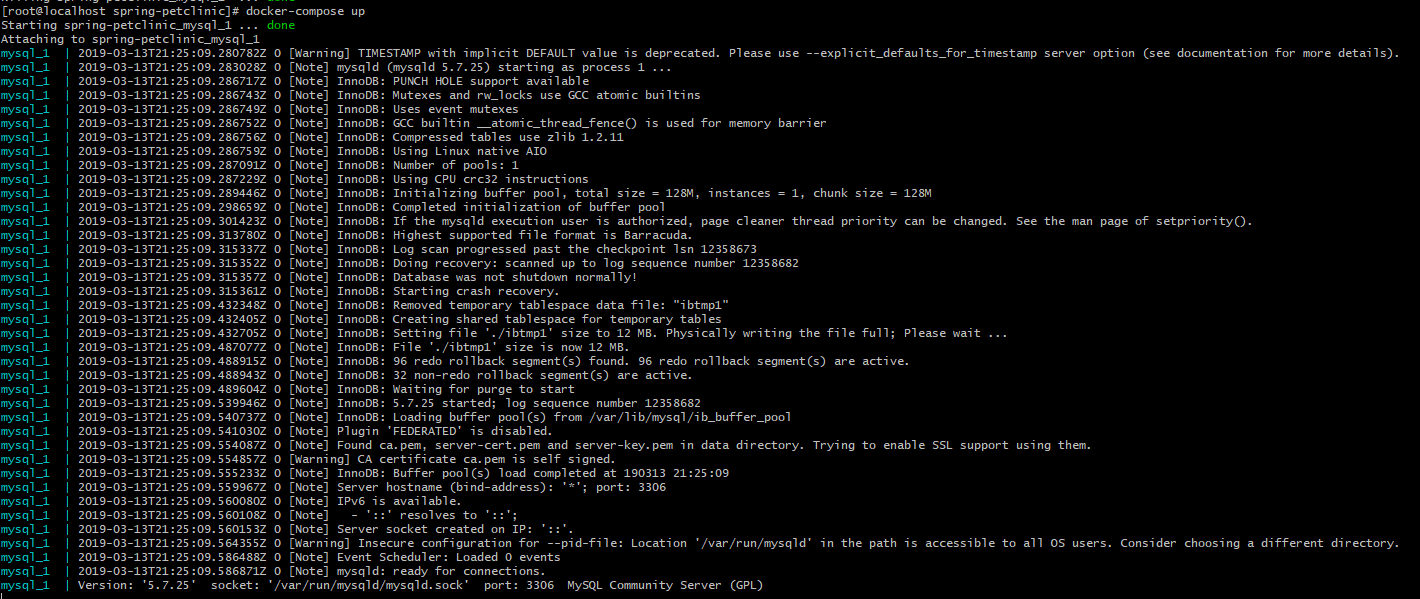 [root@localhost spring-petclinic]# docker-compose up
Starting spring-petclinic_mysql_1 ... done
Attaching to spring-petclinic_mysql_1
mysql_1  | 2019-03-13T21:25:09.280782Z 0 [Warning] TIMESTAMP with implicit DEFAULT value is deprecated. Please use --explicit_defaults_for_timestamp server option (see documentation for more details).
mysql_1  | 2019-03-13T21:25:09.283028Z 0 [Note] mysqld (mysqld 5.7.25) starting as process 1 ...
mysql_1  | 2019-03-13T21:25:09.286717Z 0 [Note] InnoDB: PUNCH HOLE support available
mysql_1  | 2019-03-13T21:25:09.286743Z 0 [Note] InnoDB: Mutexes and rw_locks use GCC atomic builtins
mysql_1  | 2019-03-13T21:25:09.286749Z 0 [Note] InnoDB: Uses event mutexes
mysql_1  | 2019-03-13T21:25:09.286752Z 0 [Note] InnoDB: GCC builtin __atomic_thread_fence() is used for memory barrier
mysql_1  | 2019-03-13T21:25:09.286756Z 0 [Note] InnoDB: Compressed tables use zlib 1.2.11
mysql_1  | 2019-03-13T21:25:09.286759Z 0 [Note] InnoDB: Using Linux native AIO
mysql_1  | 2019-03-13T21:25:09.287091Z 0 [Note] InnoDB: Number of pools: 1
mysql_1  | 2019-03-13T21:25:09.287229Z 0 [Note] InnoDB: Using CPU crc32 instructions
mysql_1  | 2019-03-13T21:25:09.289446Z 0 [Note] InnoDB: Initializing buffer pool, total size = 128M, instances = 1, chunk size = 128M
mysql_1  | 2019-03-13T21:25:09.298659Z 0 [Note] InnoDB: Completed initialization of buffer pool
mysql_1  | 2019-03-13T21:25:09.301423Z 0 [Note] InnoDB: If the mysqld execution user is authorized, page cleaner thread priority can be changed. See the man page of setpriority().
mysql_1  | 2019-03-13T21:25:09.313780Z 0 [Note] InnoDB: Highest supported file format is Barracuda.
mysql_1  | 2019-03-13T21:25:09.315337Z 0 [Note] InnoDB: Log scan progressed past the checkpoint lsn 12358673
mysql_1  | 2019-03-13T21:25:09.315352Z 0 [Note] InnoDB: Doing recovery: scanned up to log sequence number 12358682
mysql_1  | 2019-03-13T21:25:09.315357Z 0 [Note] InnoDB: Database was not shutdown normally!
mysql_1  | 2019-03-13T21:25:09.315361Z 0 [Note] InnoDB: Starting crash recovery.
mysql_1  | 2019-03-13T21:25:09.432348Z 0 [Note] InnoDB: Removed temporary tablespace data file: "ibtmp1"
mysql_1  | 2019-03-13T21:25:09.432405Z 0 [Note] InnoDB: Creating shared tablespace for temporary tables
mysql_1  | 2019-03-13T21:25:09.432705Z 0 [Note] InnoDB: Setting file './ibtmp1' size to 12 MB. Physically writing the file full; Please wait ...
mysql_1  | 2019-03-13T21:25:09.487077Z 0 [Note] InnoDB: File './ibtmp1' size is now 12 MB.
mysql_1  | 2019-03-13T21:25:09.488915Z 0 [Note] InnoDB: 96 redo rollback segment(s) found. 96 redo rollback segment(s) are active.
mysql_1  | 2019-03-13T21:25:09.488943Z 0 [Note] InnoDB: 32 non-redo rollback segment(s) are active.
mysql_1  | 2019-03-13T21:25:09.489604Z 0 [Note] InnoDB: Waiting for purge to start
mysql_1  | 2019-03-13T21:25:09.539946Z 0 [Note] InnoDB: 5.7.25 started; log sequence number 12358682
mysql_1  | 2019-03-13T21:25:09.540737Z 0 [Note] InnoDB: Loading buffer pool(s) from /var/lib/mysql/ib_buffer_pool
mysql_1  | 2019-03-13T21:25:09.541030Z 0 [Note] Plugin 'FEDERATED' is disabled.
mysql_1  | 2019-03-13T21:25:09.554087Z 0 [Note] Found ca.pem, server-cert.pem and server-key.pem in data directory. Trying to enable SSL support using them.
mysql_1  | 2019-03-13T21:25:09.554857Z 0 [Warning] CA certificate ca.pem is self signed.
mysql_1  | 2019-03-13T21:25:09.555233Z 0 [Note] InnoDB: Buffer pool(s) load completed at 190313 21:25:09
mysql_1  | 2019-03-13T21:25:09.559967Z 0 [Note] Server hostname (bind-address): '*'; port: 3306
mysql_1  | 2019-03-13T21:25:09.560080Z 0 [Note] IPv6 is available.
mysql_1  | 2019-03-13T21:25:09.560108Z 0 [Note]   - '::' resolves to '::';
mysql_1  | 2019-03-13T21:25:09.560153Z 0 [Note] Server socket created on IP: '::'.
mysql_1  | 2019-03-13T21:25:09.564355Z 0 [Warning] Insecure configuration for --pid-file: Location '/var/run/mysqld' in the path is accessible to all OS users. Consider choosing a different directory.
mysql_1  | 2019-03-13T21:25:09.586488Z 0 [Note] Event Scheduler: Loaded 0 events
mysql_1  | 2019-03-13T21:25:09.586871Z 0 [Note] mysqld: ready for connections.
mysql_1  | Version: '5.7.25'  socket: '/var/run/mysqld/mysqld.sock'  port: 3306  MySQL Community Server (GPL)